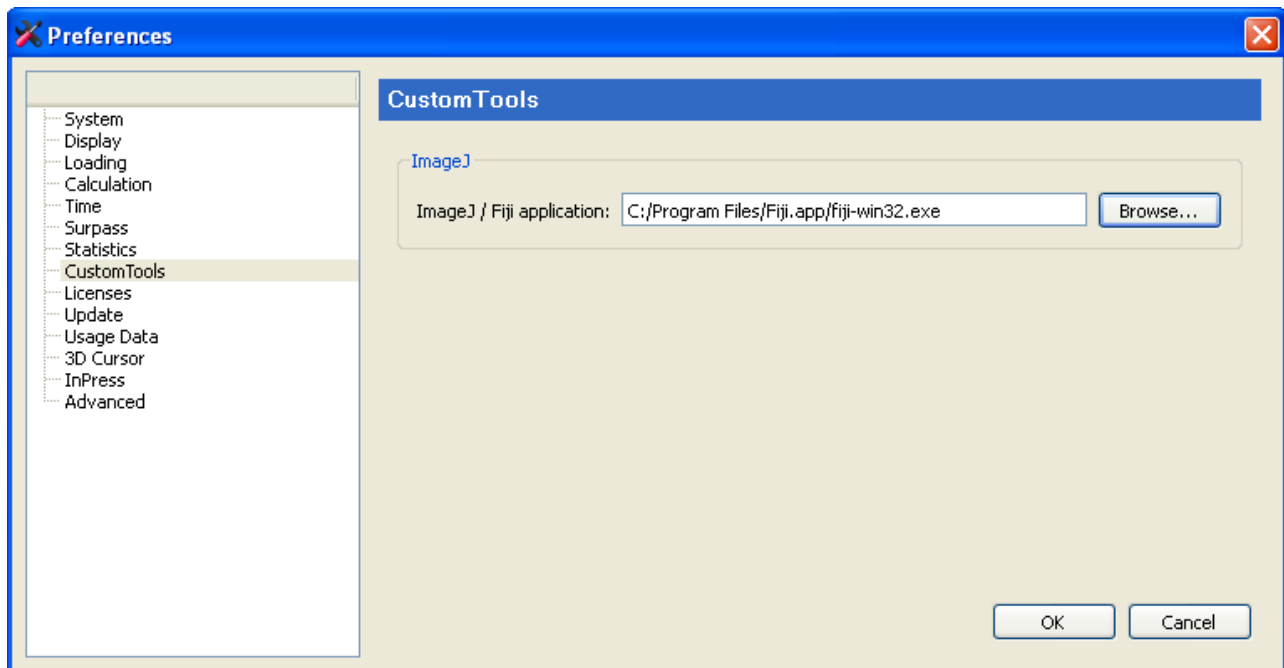 Preferences
System
Display
Loading
Calculation
Time
Surpass
Statistics
CustomTools
Licenses
Update
Usage Data
3D Cursor
InPress
Advanced
CustomTools
ImageJ
ImageJ / Fiji application: C:/Program Files/Fiji.app/fiji-win32.exe Browse...
OK Cancel